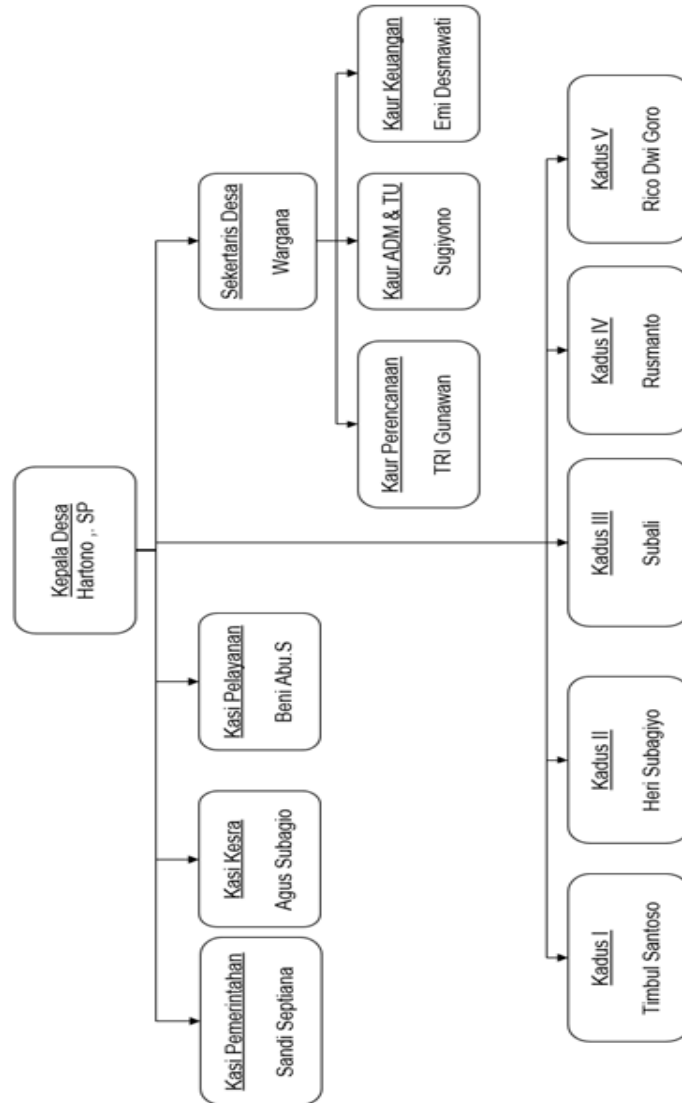 Kepala Desa
Hartono ,. SP
Kasi Pemerintahan
Sandi Septiana
Kasi Kesra
Agus Subagio
Kasi Pelayanan
Beni Abu.S
Sekertaris Desa
Wargana
Kaur Perencanaan
TRI Gunawan
Kaur ADM & TU
Sugiyono
Kaur Keuangan
Emi Desmawati
Kadus I
Timbul Santoso
Kadus II
Heri Subagiyo
Kadus III
Subali
Kadus IV
Rusmanto
Kadus V
Rico Dwi Goro